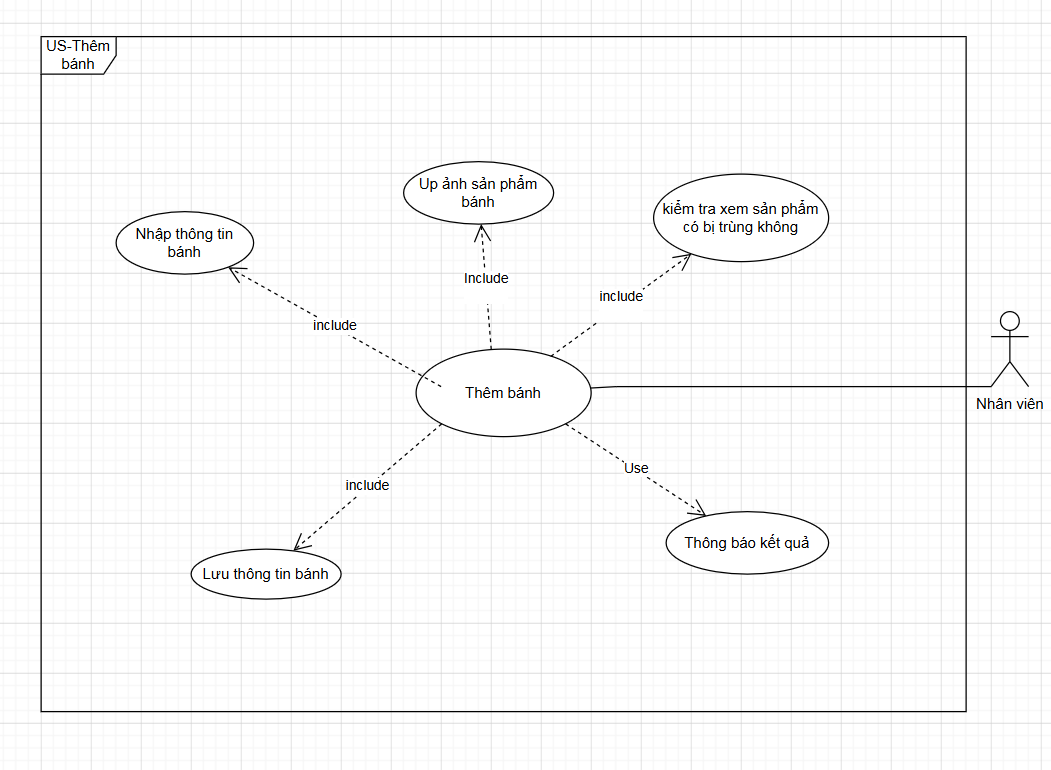 US-Thêm
bánh
Up ảnh sản phẩm
bánh
kiểm tra xem sản phẩm
có bị trùng không
Nhập thông tin
bánh
Include
include
include
Thêm bánh
Nhân viên
Use
include
Thông báo kết quả
Lưu thông tin bánh